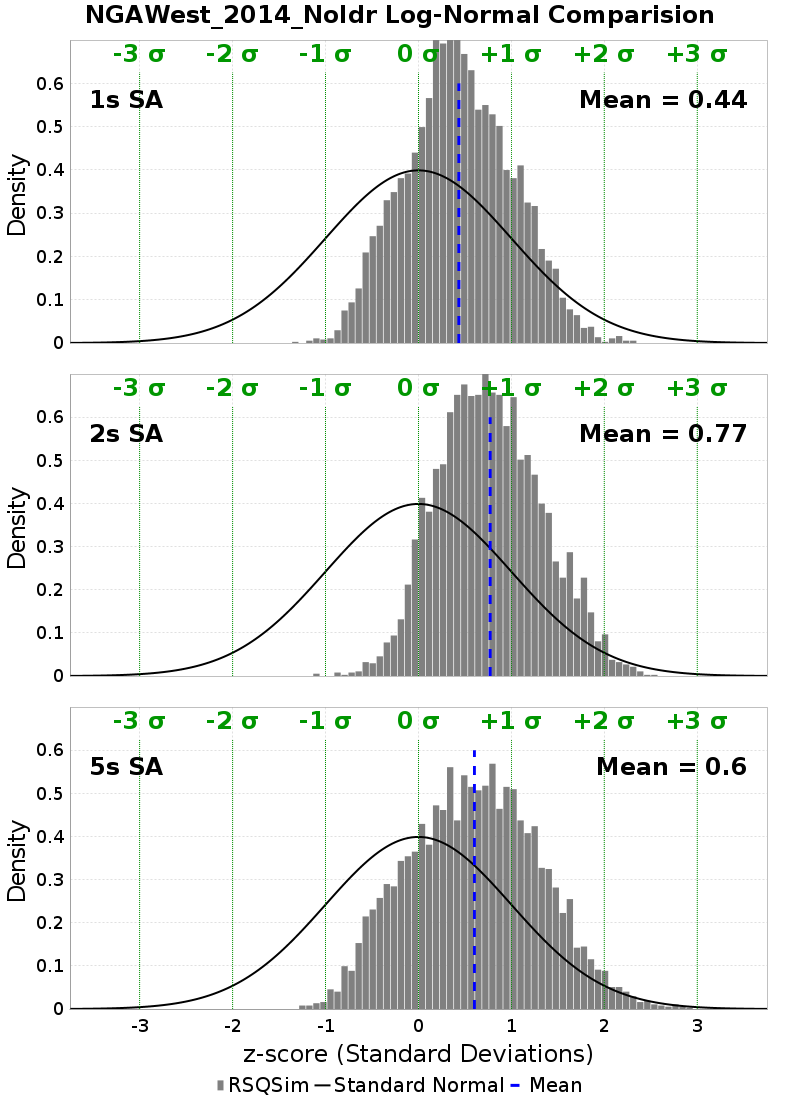 NGAWest_2014_NoIdr Log-Normal Comparision
-3 σ -2 σ -1 σ 0 σ +1 σ +2 σ +3 σ
1s SA
Mean = 0.44
0.6
0.5
0.4
0.3
0.2
0.1
0
Density
-3 σ -2 σ -1 σ 0 σ +1 σ +2 σ +3 σ
2s SA
Mean = 0.77
0.6
0.5
0.4
0.3
0.2
0.1
0
Density
-3 σ -2 σ -1 σ 0 σ +1 σ +2 σ +3 σ
5s SA
Mean = 0.6
0.6
0.5
0.4
0.3
0.2
0.1
0
Density
-3 -2 -1 0 1 2 3
z-score (Standard Deviations)
RSQSim Standard Normal Mean